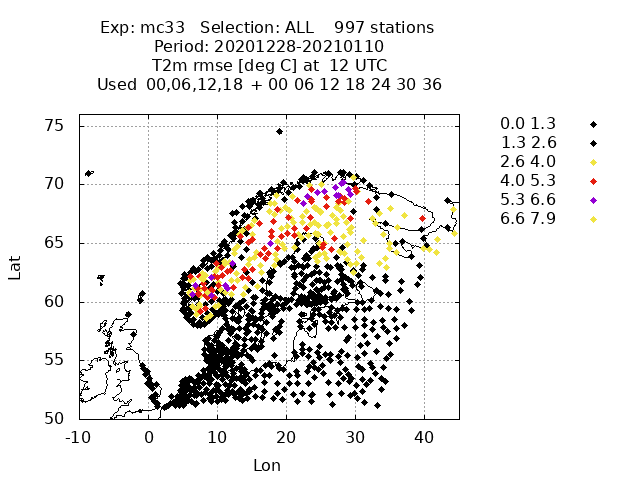 Exp: mc33   Selection: ALL    997 stations
Period: 20201228-20210110
T2m rmse [deg C] at  12 UTC
Used  00,06,12,18  + 00 06 12 18 24 30 36
0.0 1.3
1.3 2.6
2.6 4.0
4.0 5.3
5.3 6.6
6.6 7.9
75
70
65
60
55
50
Lat
-10 0 10 20 30 40
Lon